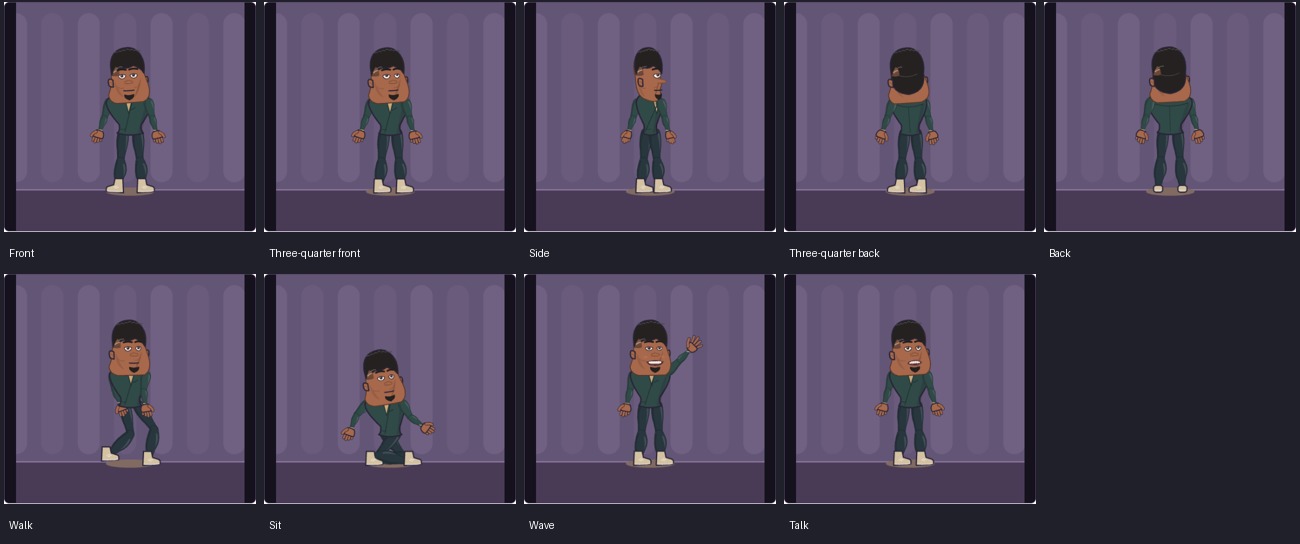 Front
Three-quarter front
Side
Three-quarter back
Back
Walk
Sit
Wave
Talk